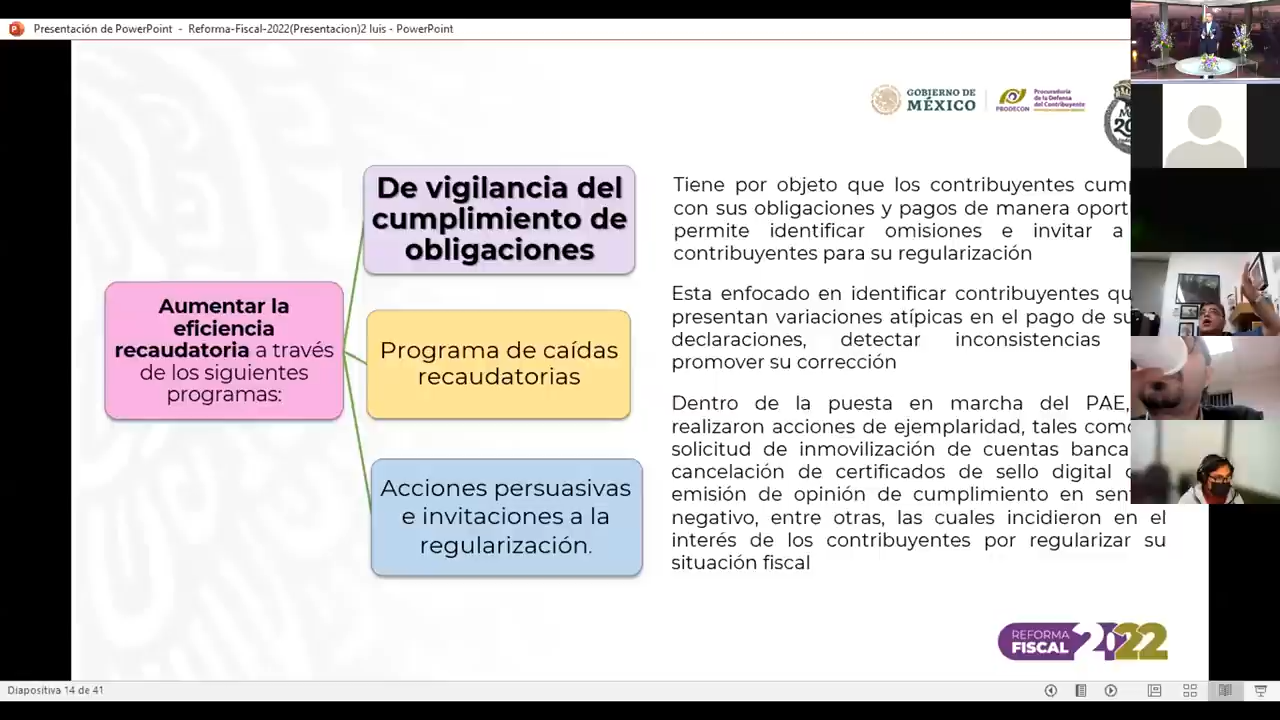 Presentación de PowerPoint - Reforma-Fiscal-2022(Presentacion)2 luis - PowerPoint
GOBIERNO DE
MÉXICO
PRODECON
Procuraduría
de la Defensa
del Contribuyente
De vigilancia del
cumplimiento de
obligaciones
Tiene por objeto que los contribuyentes
con sus obligaciones y pagos de manera
permite identificar omisiones e invitar a
contribuyentes para su regularización
Aumentar la
eficiencia
recaudatoria a través
de los siguientes
programas:
Programa de caídas
recaudatorias
Esta enfocado en identificar contribuyentes
presentan variaciones atípicas en el pago de
declaraciones, detectar inconsistencias
promover su corrección
Acciones persuasivas
e invitaciones a la
regularización.
Dentro de la puesta en marcha del PAE,
realizaron acciones de ejemplaridad, tales
solicitud de inmovilización de cuentas
cancelación de certificados de sello digital
emisión de opinión de cumplimiento en
negativo, entre otras, las cuales incidieron en el
interés de los contribuyentes por regularizar su
situación fiscal
REFORMA
FISCAL 2022
Diapositiva 14 de 41